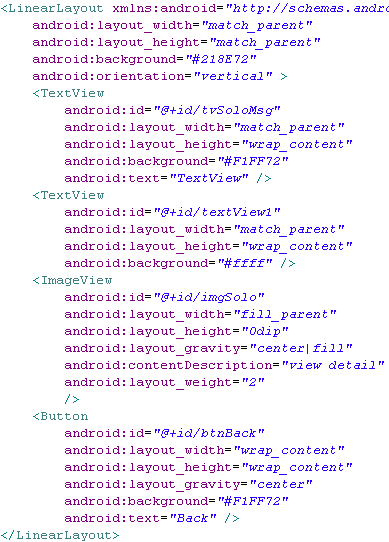 <LinearLayout xmlns:android="http://schemas.andro
    android:layout_width="match_parent"
    android:layout_height="match_parent"
    android:background="#218E72"
    android:orientation="vertical" >
    <TextView
        android:id="@+id/tvSoloMsg"
        android:layout_width="match_parent"
        android:layout_height="wrap_content"
        android:background="#F1FF72"
        android:text="TextView" />
    <TextView
        android:id="@+id/textView1"
        android:layout_width="match_parent"
        android:layout_height="wrap_content"
        android:background="#ffff" />
    <ImageView
        android:id="@+id/imgSolo"
        android:layout_width="fill_parent"
        android:layout_height="0dip"
        android:layout_gravity="center|fill"
        android:contentDescription="view detail"
        android:layout_weight="2"
        />
    <Button
        android:id="@+id/btnBack"
        android:layout_width="wrap_content"
        android:layout_height="wrap_content"
        android:layout_gravity="center"
        android:background="#F1FF72"
        android:text="Back" />
</LinearLayout>